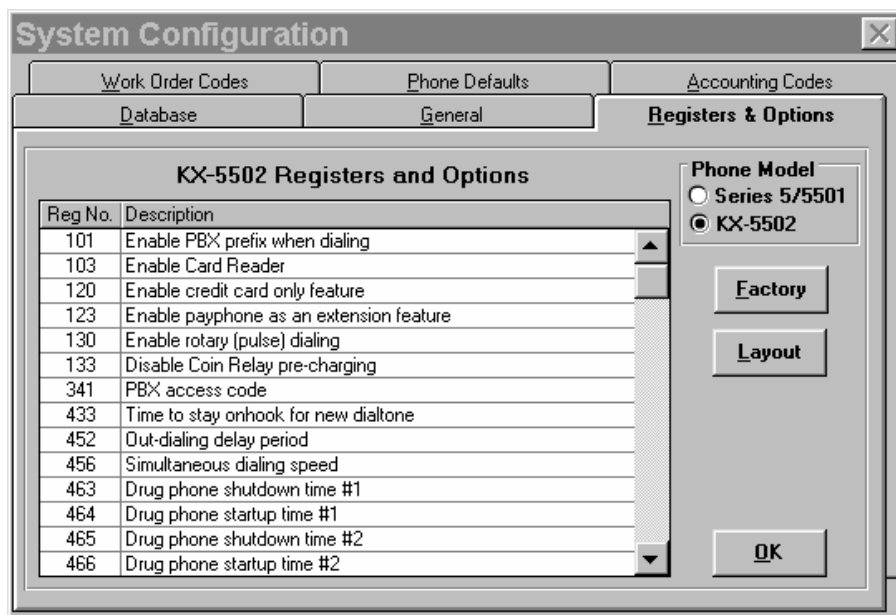 System Configuration
Work Order Codes Phone Defaults Accounting Codes
Database General Registers & Options
KX-5502 Registers and Options
Phone Model
Series 5/5501
KX-5502
Reg No. Description
101 Enable PBX prefix when dialing
103 Enable Card Reader
120 Enable credit card only feature
123 Enable payphone as an extension feature
130 Enable rotary (pulse) dialing
133 Disable Coin Relay pre-charging
341 PBX access code
433 Time to stay onhook for new dialtone
452 Out-dialing delay period
456 Simultaneous dialing speed
463 Drug phone shutdown time #1
464 Drug phone startup time #1
465 Drug phone shutdown time #2
466 Drug phone startup time #2
Factory
Layout
OK